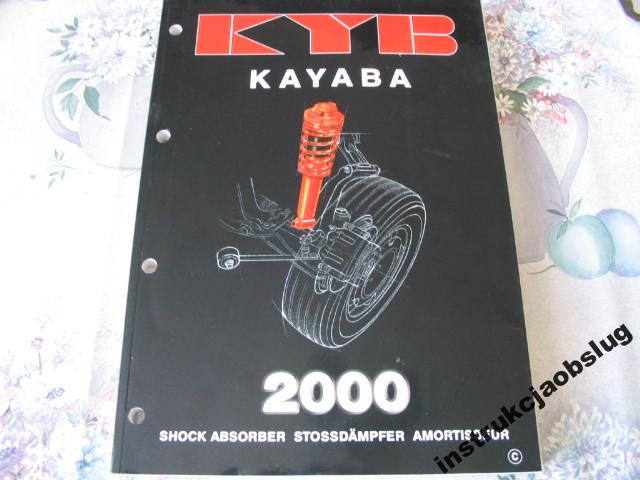 KYB
KAYABA
2000
SHOCK ABSORBER STOSSDÄMPFER AMORTISSEUR
©
instrukcjaobslug